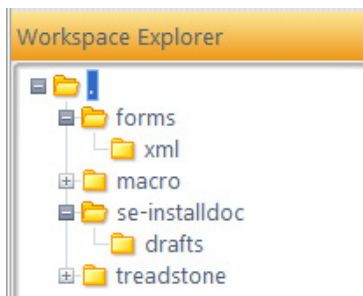 Workspace Explorer
.
forms
xml
macro
se-installdoc
drafts
treadstone